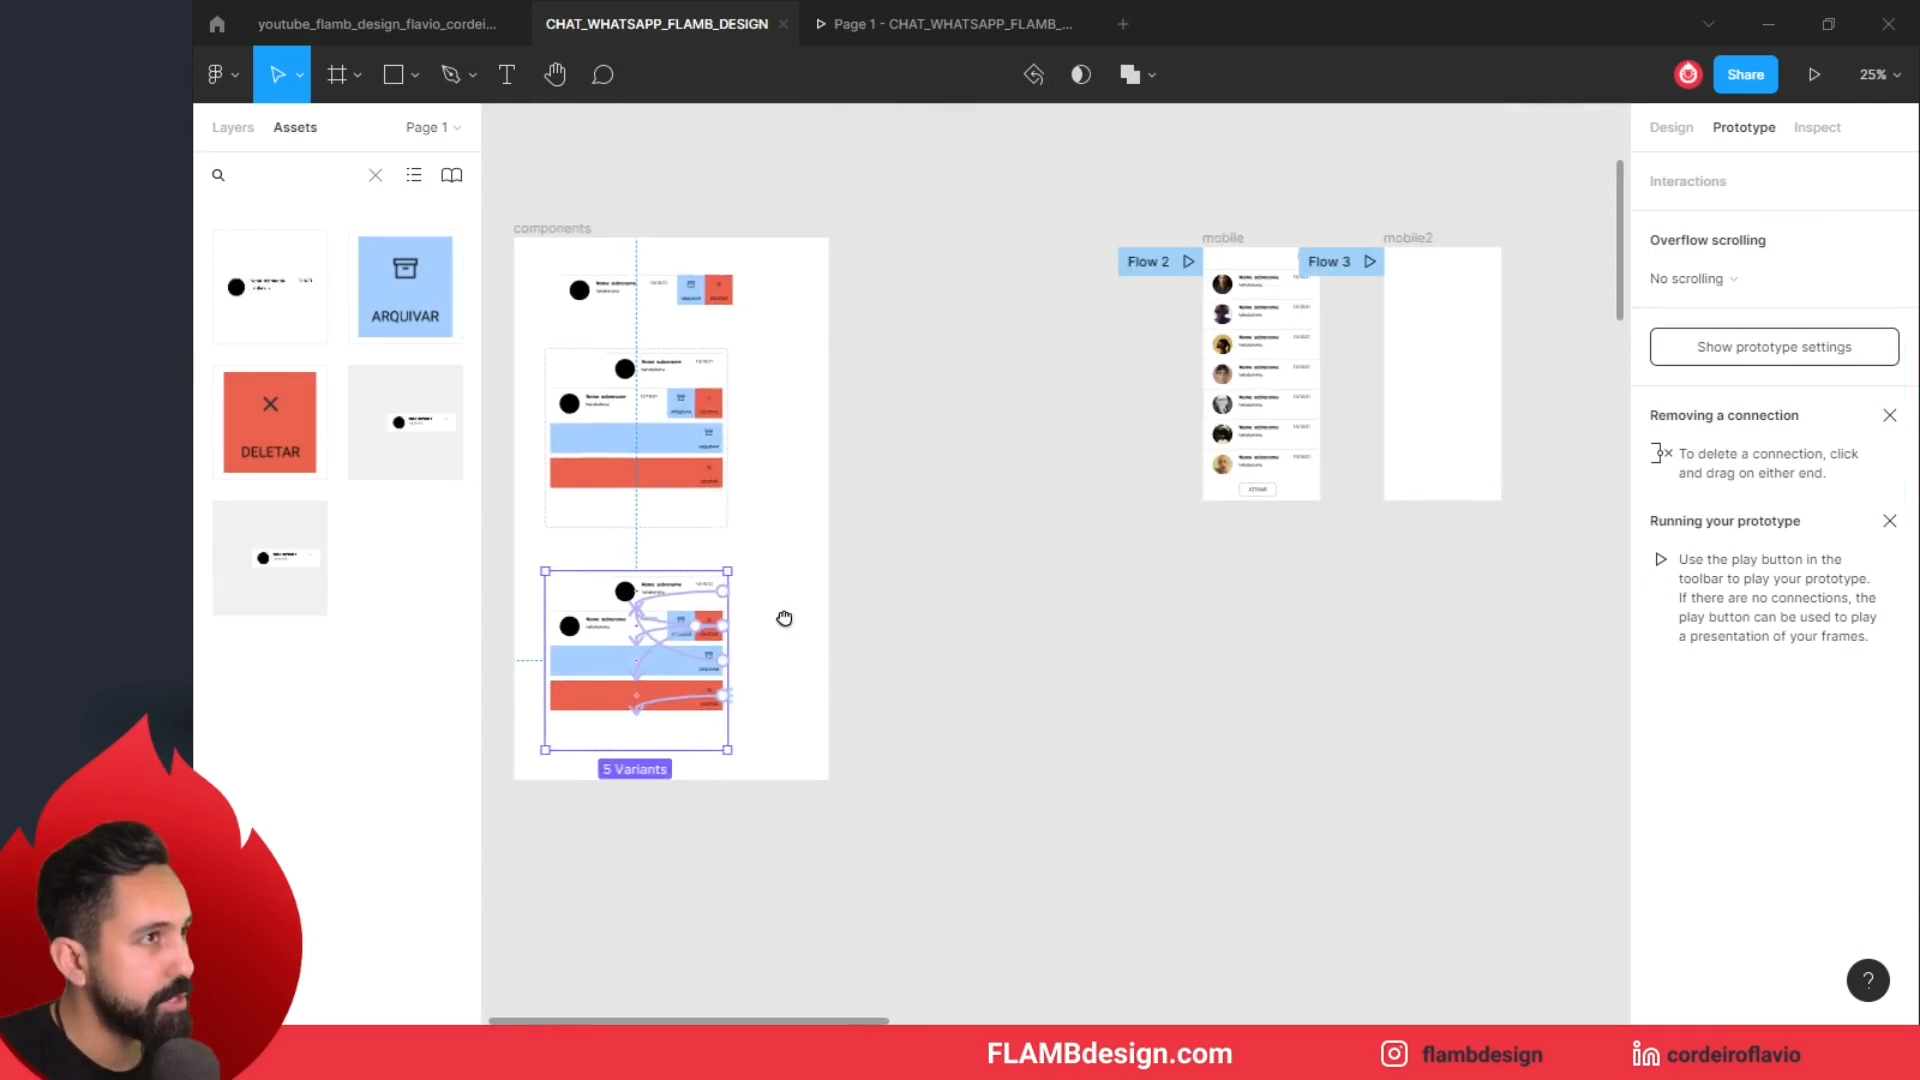 youtube_flamb_design_flavio_cordei...
CHAT_WHATSAPP_FLAMB_DESIGN
Page 1 - CHAT_WHATSAPP_FLAMB_...
Share
25%
Layers
Assets
Page 1
Design
Prototype
Inspect
Interactions
Overflow scrolling
No scrolling
Show prototype settings
Removing a connection
To delete a connection, click
and drag on either end.
Running your prototype
Use the play button in the
toolbar to play your prototype.
If there are no connections, the
play button can be used to play
a presentation of your frames.
ARQUIVAR
DELETAR
components
5 Variants
Flow 2
mobile
Flow 3
mobile2
ATIVAR
?
FLAMBdesign.com
flambdesign
cordeiroflavio